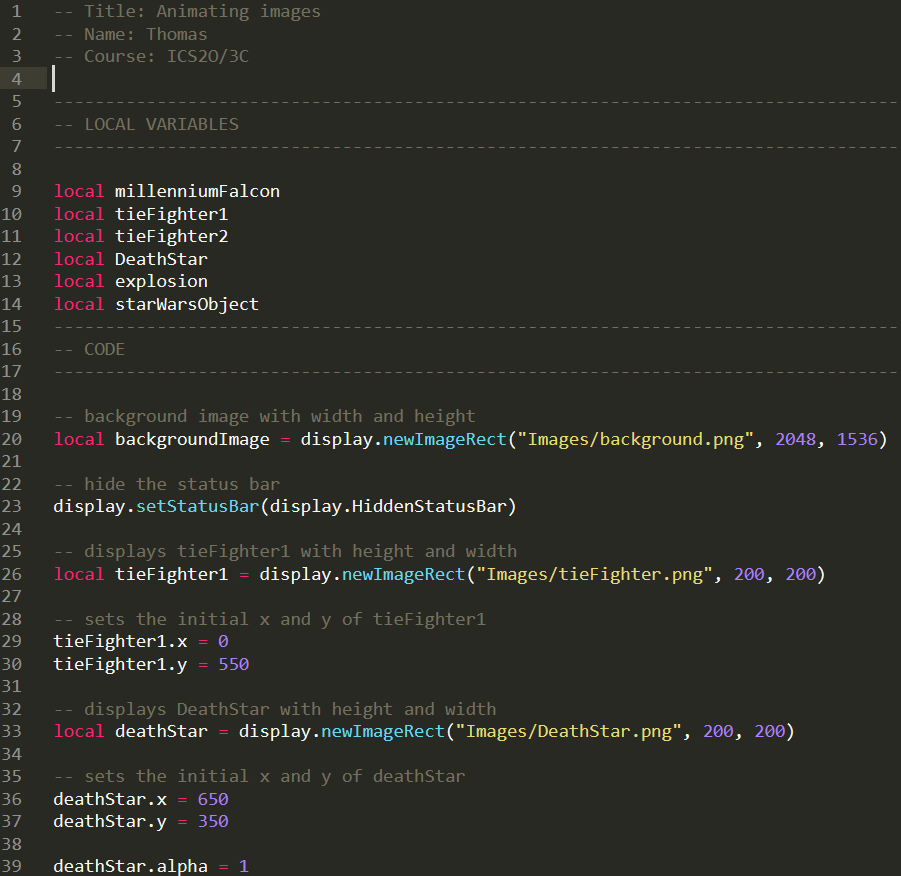 1 -- Title: Animating images
2 -- Name: Thomas
3 -- Course: ICS2O/3C
4
5 ----------------------------------------------------------------------------------
6 -- LOCAL VARIABLES
7 ----------------------------------------------------------------------------------
8
9 local millenniumFalcon
10 local tieFighter1
11 local tieFighter2
12 local DeathStar
13 local explosion
14 local starWarsObject
15 ----------------------------------------------------------------------------------
16 -- CODE
17 ----------------------------------------------------------------------------------
18
19 -- background image with width and height
20 local backgroundImage = display.newImageRect("Images/background.png", 2048, 1536)
21
22 -- hide the status bar
23 display.setStatusBar(display.HiddenStatusBar)
24
25 -- displays tieFighter1 with height and width
26 local tieFighter1 = display.newImageRect("Images/tieFighter.png", 200, 200)
27
28 -- sets the initial x and y of tieFighter1
29 tieFighter1.x = 0
30 tieFighter1.y = 550
31
32 -- displays DeathStar with height and width
33 local deathStar = display.newImageRect("Images/DeathStar.png", 200, 200)
34
35 -- sets the initial x and y of deathStar
36 deathStar.x = 650
37 deathStar.y = 350
38
39 deathStar.alpha = 1